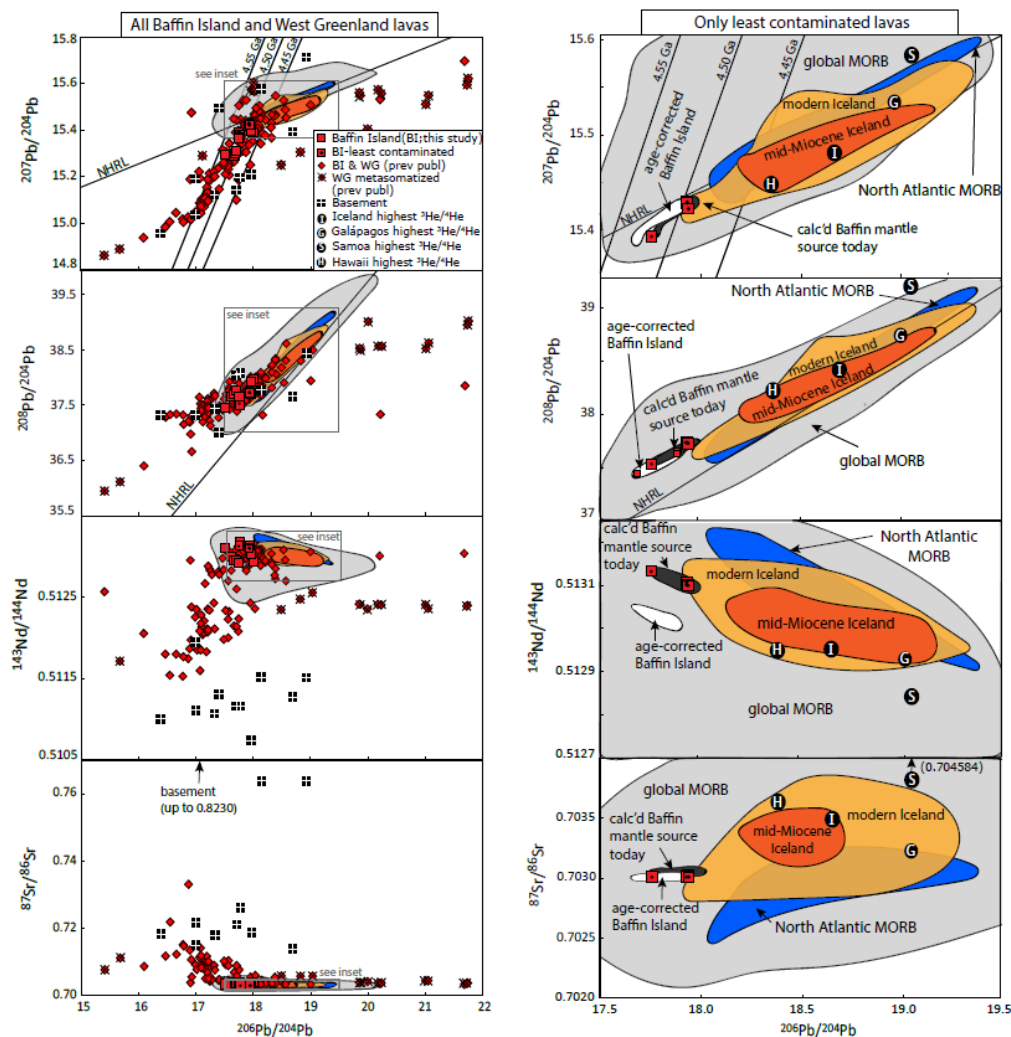 All Baffin Island and West Greenland lavas
15.8
15.6
15.4
15.2
15.0
14.8
207Pb/204Pb
4.55 Ga
4.50 Ga
4.45 Ga
see inset
NHRL
Baffin Island(BI;this study)
BI-least contaminated
BI & WG (prev publ)
WG metasomatized
(prev publ)
Basement
I Iceland highest ³He/⁴He
G Galápagos highest ³He/⁴He
S Samoa highest ³He/⁴He
H Hawaii highest ³He/⁴He
39.5
38.5
37.5
36.5
35.5
208Pb/204Pb
see inset
NHRL
0.5125
0.5115
0.5105
143Nd/144Nd
see inset
basement
(up to 0.8230)
0.76
0.74
0.72
0.70
87Sr/86Sr
see inset
15
16
17
18
19
20
21
22
206Pb/204Pb
Only least contaminated lavas
15.6
15.5
15.4
207Pb/204Pb
4.55 Ga
4.50 Ga
4.45 Ga
global MORB
S
age-corrected
Baffin Island
modern Iceland
G
mid-Miocene Iceland
I
H
North Atlantic MORB
NHRL
calc'd Baffin mantle
source today
39
38
37
208Pb/204Pb
North Atlantic MORB
S
age-corrected
Baffin Island
modern Iceland
G
I
H
mid-Miocene Iceland
calc'd Baffin mantle
source today
global MORB
NHRL
0.5131
0.5129
0.5127
143Nd/144Nd
calc'd Baffin
mantle source
today
North Atlantic
MORB
modern Iceland
mid-Miocene Iceland
H
I
G
age-corrected
Baffin Island
S
global MORB
(0.704584)
S
0.7035
0.7030
0.7025
0.7020
87Sr/86Sr
global MORB
H
I
modern Iceland
calc'd Baffin
mantle source
today
mid-Miocene
Iceland
G
age-corrected
Baffin Island
North Atlantic MORB
17.5
18.0
18.5
19.0
19.5
206Pb/204Pb